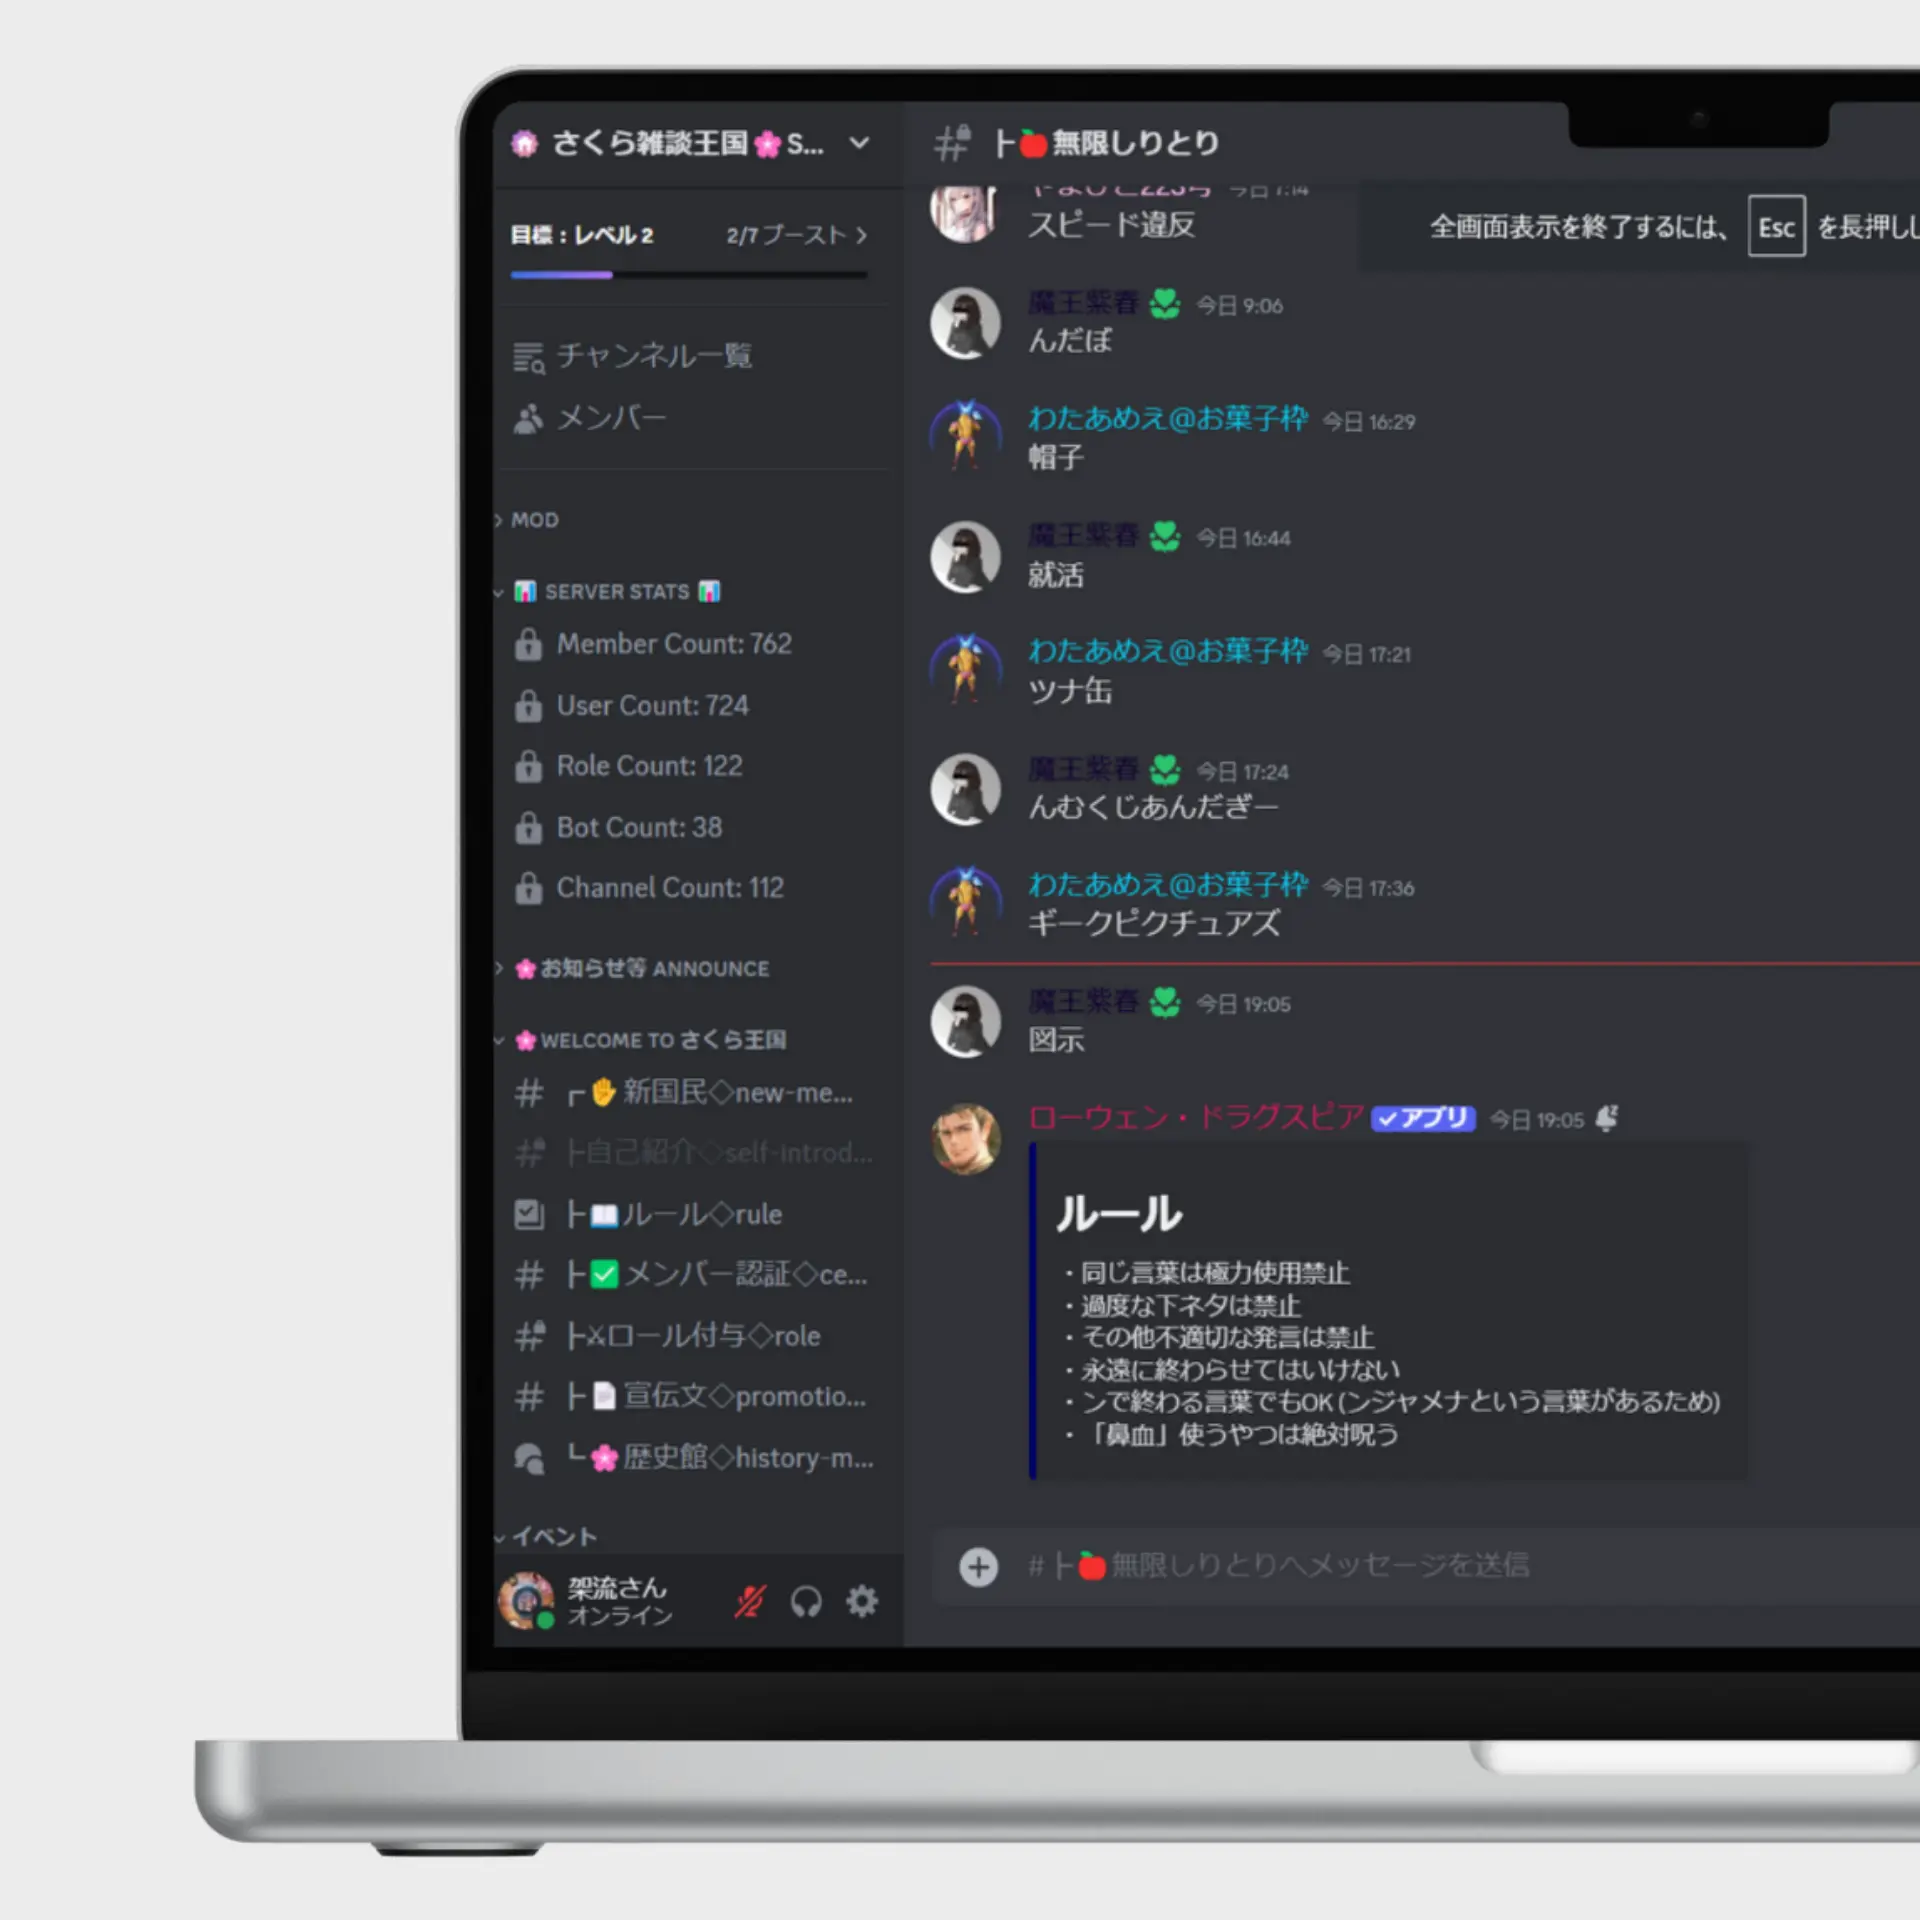 さくら雑談王国🌸S...
目標：レベル 2
2/7 ブースト
チャンネル一覧
メンバー
MOD
📊 SERVER STATS 📊
Member Count: 762
User Count: 724
Role Count: 122
Bot Count: 38
Channel Count: 112
🌸お知らせ等 ANNOUNCE
🌸WELCOME TO さくら王国
┌✋新国民◇new-me...
├自己紹介◇self-introd...
├📖ルール◇rule
├✅メンバー認証◇ce...
├⚔ロール付与◇role
├📄宣伝文◇promotio...
└🌸歴史館◇history-m...
イベント
架流さん
オンライン
├🍎無限しりとり
今日 7:14
スピード違反
全画面表示を終了するには、 Esc を長押しし
魔王紫春 今日 9:06
んだぼ
わたあめえ@お菓子枠 今日 16:29
帽子
魔王紫春 今日 16:44
就活
わたあめえ@お菓子枠 今日 17:21
ツナ缶
魔王紫春 今日 17:24
んむくじあんだぎー
わたあめえ@お菓子枠 今日 17:36
ギークピクチュアズ
魔王紫春 今日 19:05
図示
ローウェン・ドラグスピア ✓アプリ 今日 19:05
ルール
・同じ言葉は極力使用禁止
・過度な下ネタは禁止
・その他不適切な発言は禁止
・永遠に終わらせてはいけない
・ンで終わる言葉でもOK (ンジャメナという言葉があるため)
・「鼻血」使うやつは絶対呪う
#├🍎無限しりとりへメッセージを送信